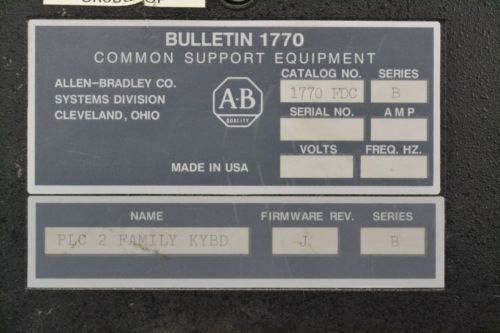 BULLETIN 1770
COMMON SUPPORT EQUIPMENT
ALLEN-BRADLEY CO.
SYSTEMS DIVISION
CLEVELAND, OHIO
A-B
QUALITY
CATALOG NO. SERIES
1770 FDC B
SERIAL NO. AMP
VOLTS FREQ. HZ.
MADE IN USA
NAME FIRMWARE REV. SERIES
PLC 2 FAMILY KYBD J B